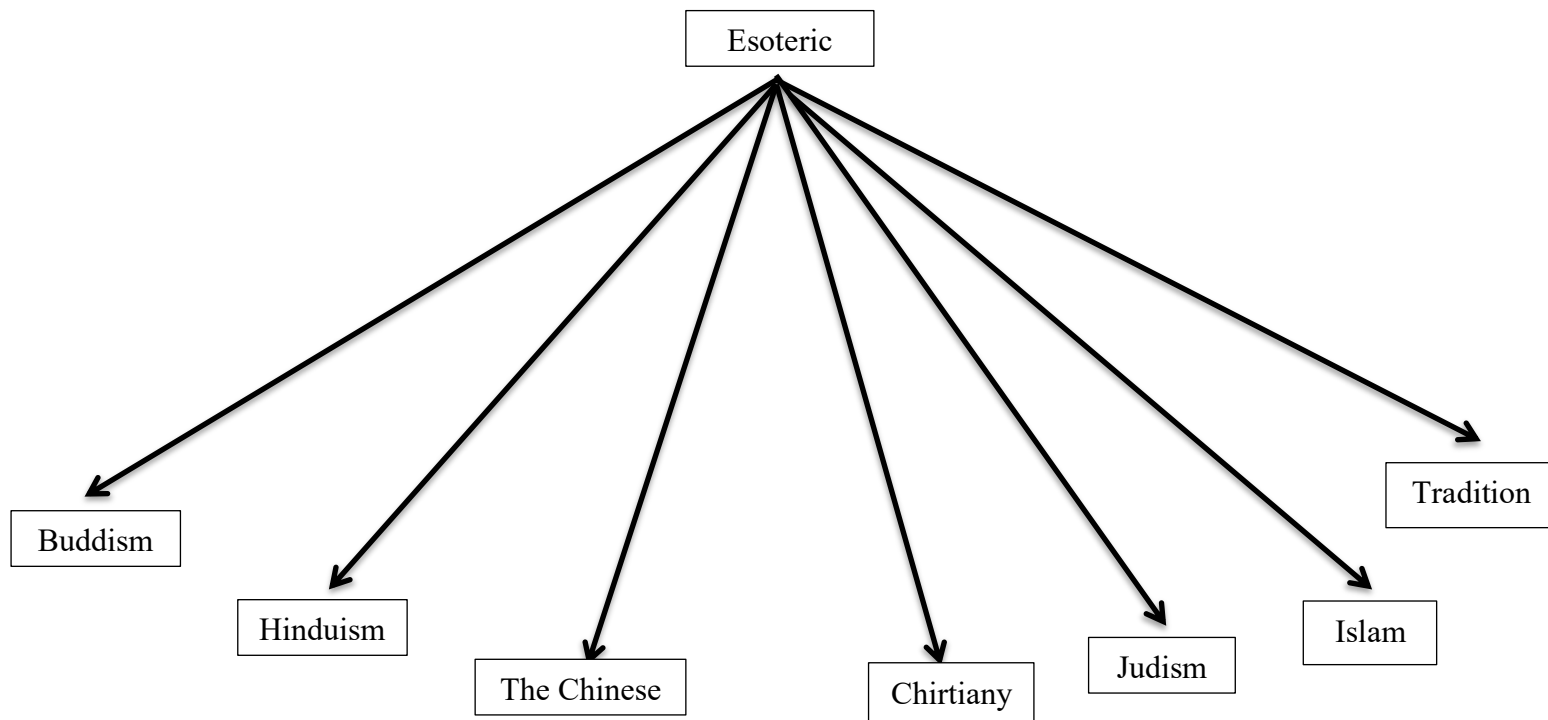 Esoteric
Buddism
Hinduism
The Chinese
Chirtiany
Judism
Islam
Tradition